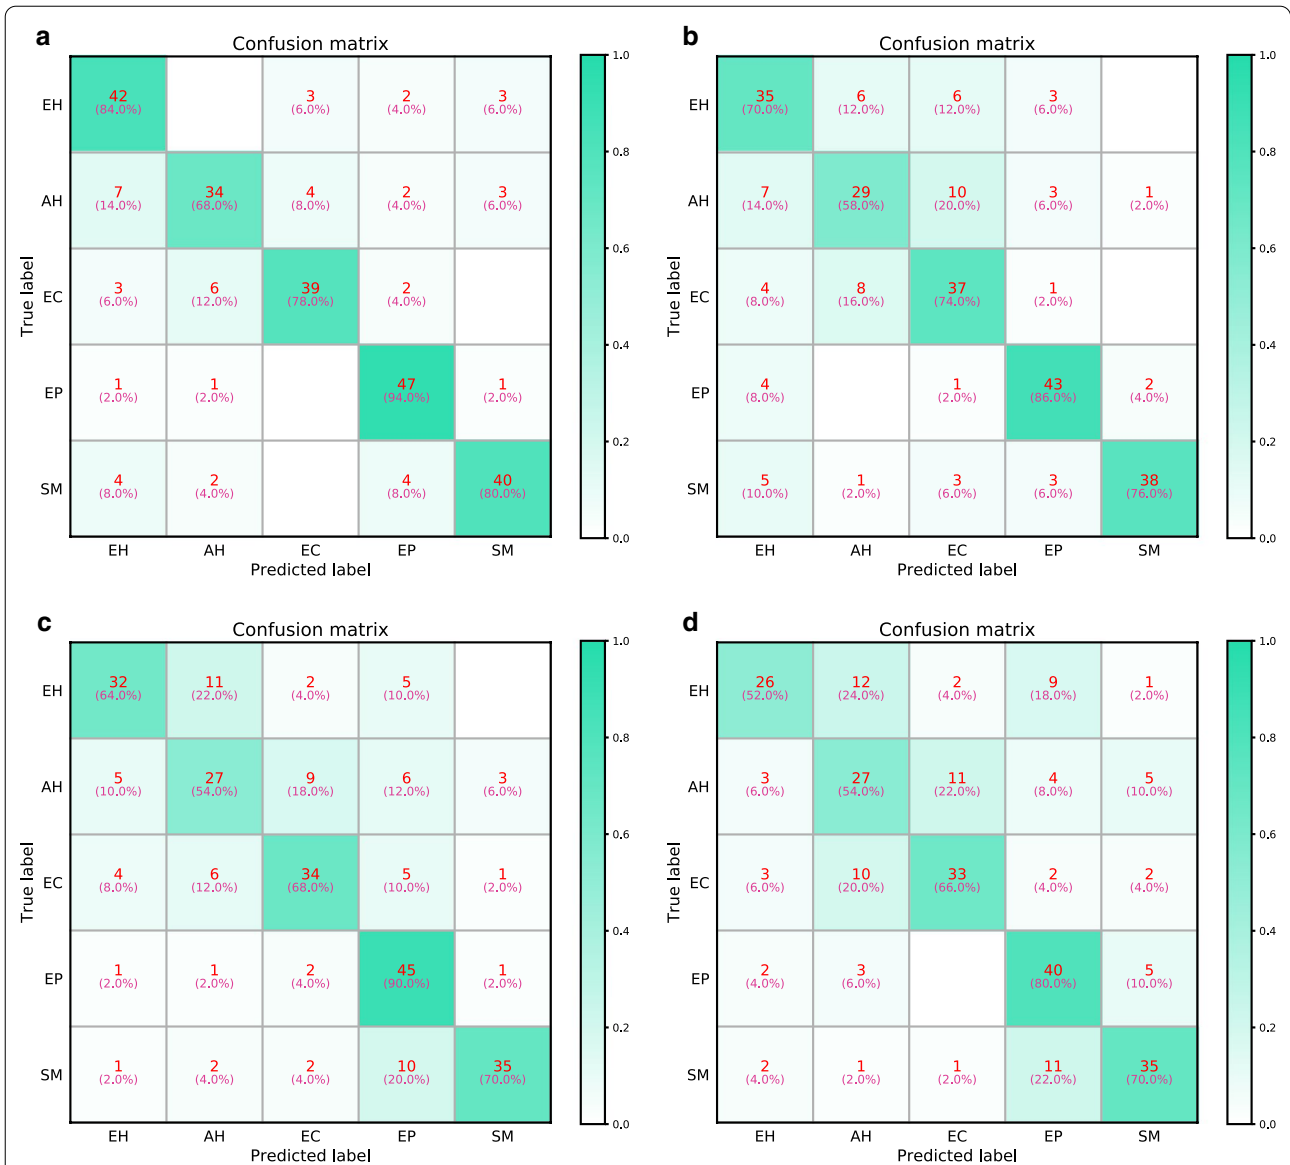 a
Confusion matrix
EH 42 3 2 3
(84.0%) (6.0%) (4.0%) (6.0%)
AH 7 34 4 2 3
(14.0%) (68.0%) (8.0%) (4.0%) (6.0%)
EC 3 6 39 2
(6.0%) (12.0%) (78.0%) (4.0%)
EP 1 1 47 1
(2.0%) (2.0%) (94.0%) (2.0%)
SM 4 2 4 40
(8.0%) (4.0%) (8.0%) (80.0%)
EH AH EC EP SM
Predicted label
True label
1.0
0.8
0.6
0.4
0.2
0.0
b
Confusion matrix
EH 35 6 6 3
(70.0%) (12.0%) (12.0%) (6.0%)
AH 7 29 10 3 1
(14.0%) (58.0%) (20.0%) (6.0%) (2.0%)
EC 4 8 37 1
(8.0%) (16.0%) (74.0%) (2.0%)
EP 4 1 43 2
(8.0%) (2.0%) (86.0%) (4.0%)
SM 5 1 3 3 38
(10.0%) (2.0%) (6.0%) (6.0%) (76.0%)
EH AH EC EP SM
Predicted label
True label
1.0
0.8
0.6
0.4
0.2
0.0
c
Confusion matrix
EH 32 11 2 5
(64.0%) (22.0%) (4.0%) (10.0%)
AH 5 27 9 6 3
(10.0%) (54.0%) (18.0%) (12.0%) (6.0%)
EC 4 6 34 5 1
(8.0%) (12.0%) (68.0%) (10.0%) (2.0%)
EP 1 1 2 45 1
(2.0%) (2.0%) (4.0%) (90.0%) (2.0%)
SM 1 2 2 10 35
(2.0%) (4.0%) (4.0%) (20.0%) (70.0%)
EH AH EC EP SM
Predicted label
True label
1.0
0.8
0.6
0.4
0.2
0.0
d
Confusion matrix
EH 26 12 2 9 1
(52.0%) (24.0%) (4.0%) (18.0%) (2.0%)
AH 3 27 11 4 5
(6.0%) (54.0%) (22.0%) (8.0%) (10.0%)
EC 3 10 33 2 2
(6.0%) (20.0%) (66.0%) (4.0%) (4.0%)
EP 2 3 40 5
(4.0%) (6.0%) (80.0%) (10.0%)
SM 2 1 1 11 35
(4.0%) (2.0%) (2.0%) (22.0%) (70.0%)
EH AH EC EP SM
Predicted label
True label
1.0
0.8
0.6
0.4
0.2
0.0